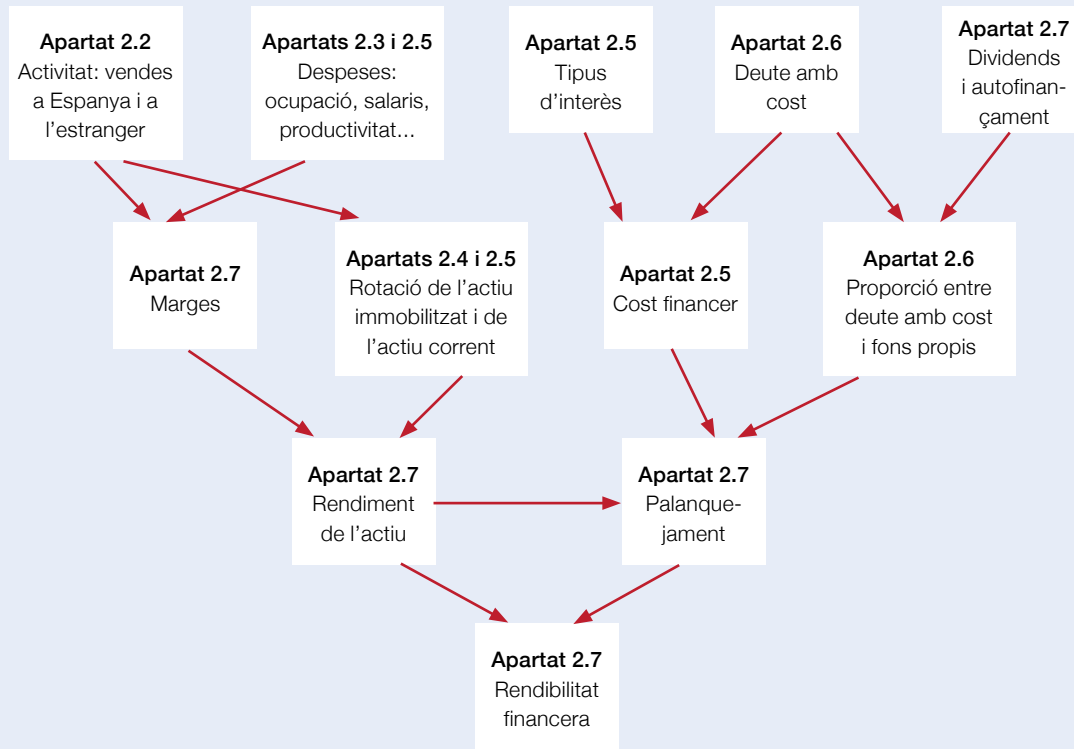 Apartat 2.2
Activitat: vendes
a Espanya i a
l'estranger
Apartats 2.3 i 2.5
Despeses:
ocupació, salaris,
productivitat...
Apartat 2.5
Tipus
d'interès
Apartat 2.6
Deute amb
cost
Apartat 2.7
Dividends
i autofinan-
çament
Apartat 2.7
Marges
Apartats 2.4 i 2.5
Rotació de l'actiu
immobilitzat i de
l'actiu corrent
Apartat 2.5
Cost financer
Apartat 2.6
Proporció entre
deute amb cost
i fons propis
Apartat 2.7
Rendiment
de l'actiu
Apartat 2.7
Palanque-
jament
Apartat 2.7
Rendibilitat
financera